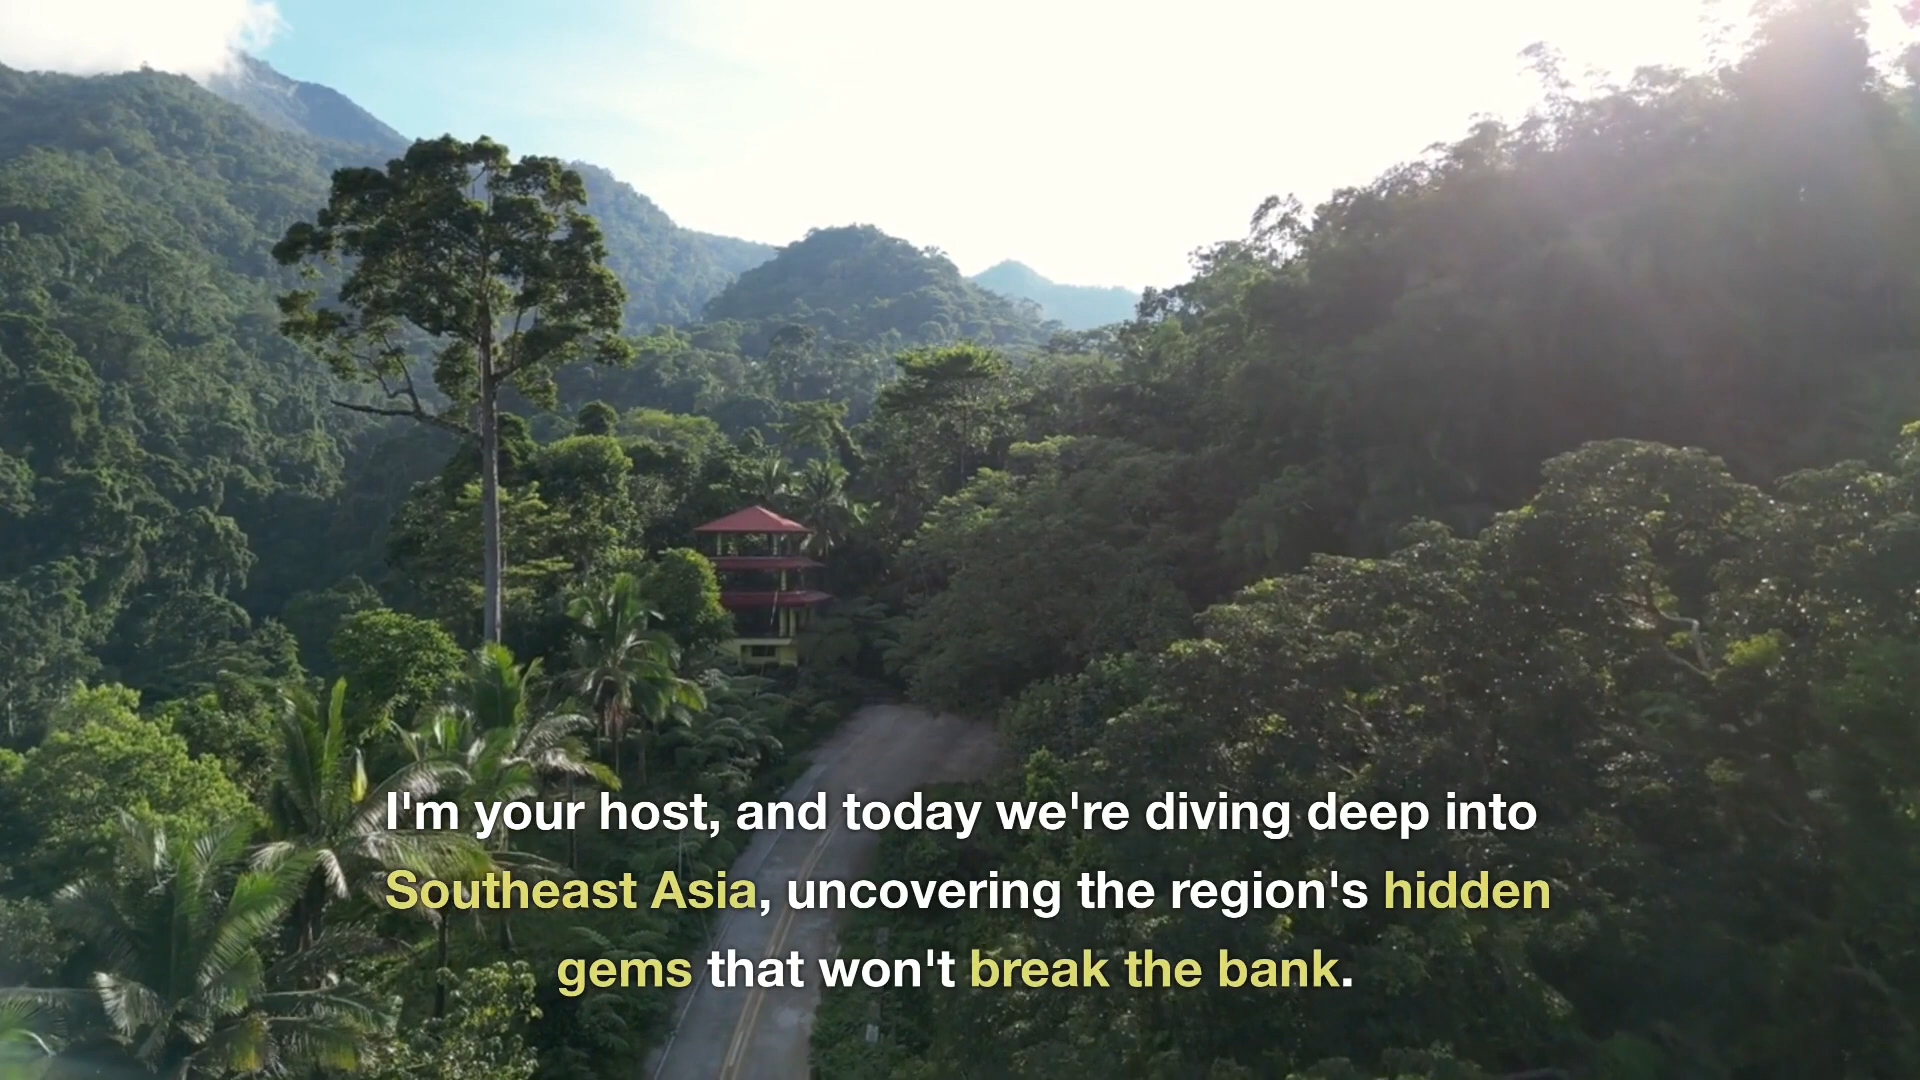 I'm your host, and today we're diving deep into
Southeast Asia, uncovering the region's hidden
gems that won't break the bank.